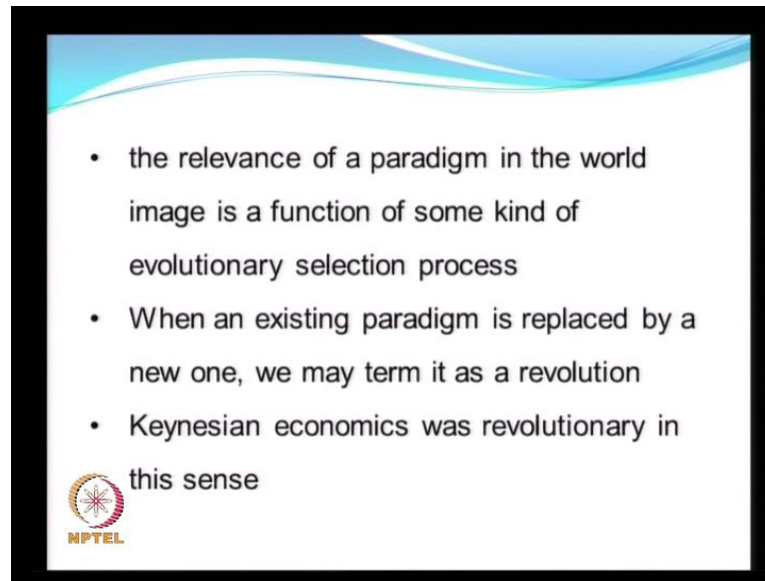 • the relevance of a paradigm in the world
image is a function of some kind of
evolutionary selection process
• When an existing paradigm is replaced by a
new one, we may term it as a revolution
• Keynesian economics was revolutionary in
this sense
NPTEL